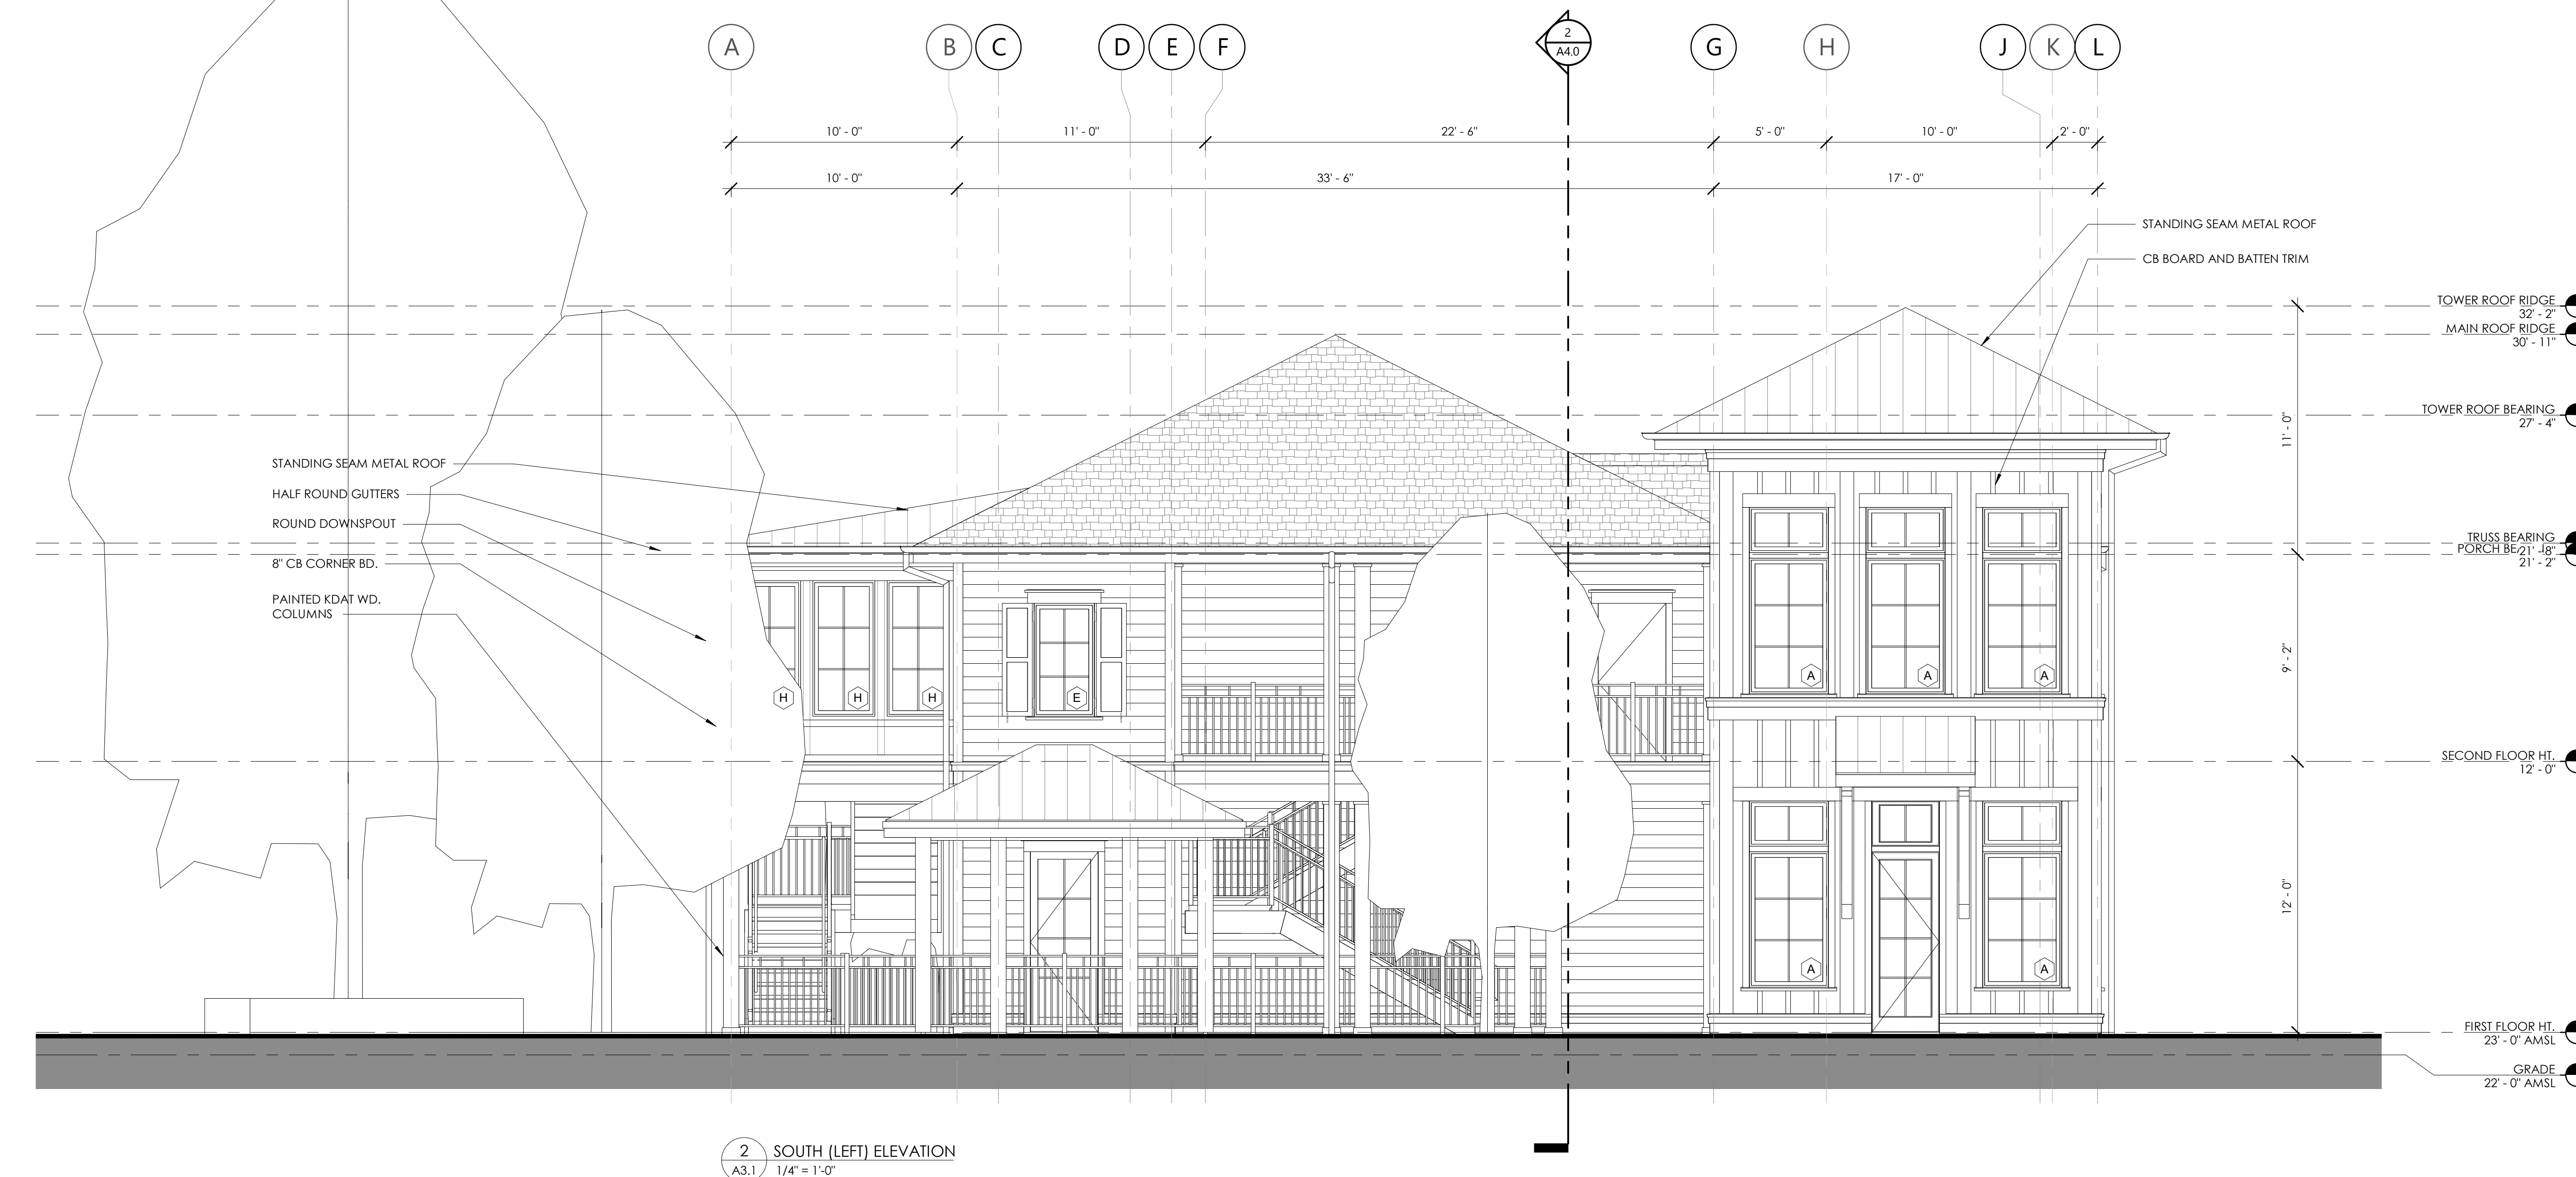 A B C D E F 2 G H J K L
A4.0
10' - 0" 11' - 0" 22' - 6" 5' - 0" 10' - 0" 2' - 0"
10' - 0" 33' - 6" 17' - 0"
STANDING SEAM METAL ROOF
CB BOARD AND BATTEN TRIM
TOWER ROOF RIDGE
32' - 2"
MAIN ROOF RIDGE
30' - 11"
TOWER ROOF BEARING
27' - 4"
11' - 0"
STANDING SEAM METAL ROOF
HALF ROUND GUTTERS
ROUND DOWNSPOUT
8" CB CORNER BD.
PAINTED KDAT WD.
COLUMNS
TRUSS BEARING
21' - 8"
PORCH
21' - 2"
9' - 2"
H H H E A A A
SECOND FLOOR HT.
12' - 0"
12' - 0"
A A
FIRST FLOOR HT.
23' - 0" AMSL
GRADE
22' - 0" AMSL
2 SOUTH (LEFT) ELEVATION
A3.1 1/4" = 1'-0"